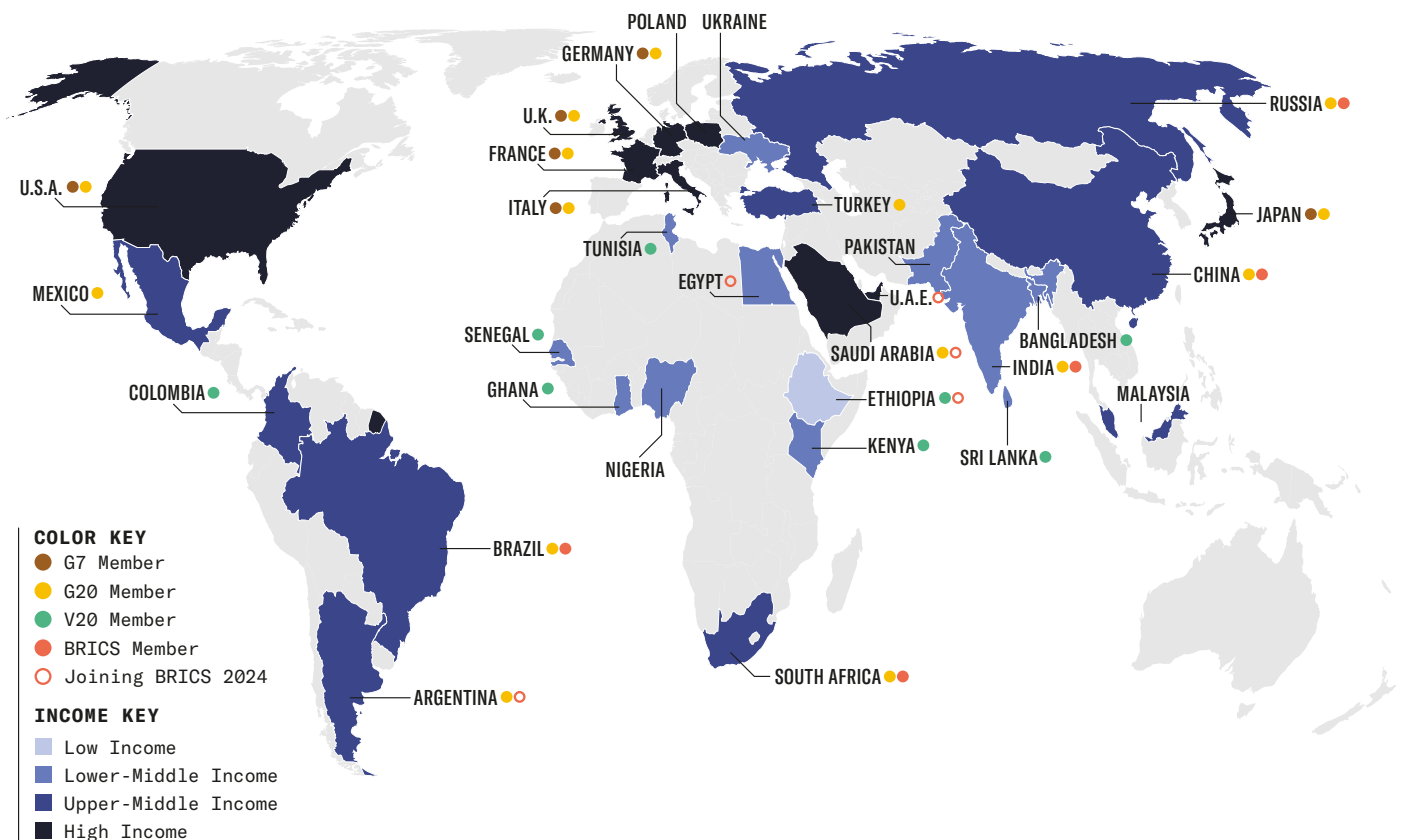 POLAND
UKRAINE
GERMANY
RUSSIA
U.K.
FRANCE
U.S.A.
ITALY
TURKEY
JAPAN
TUNISIA
PAKISTAN
CHINA
EGYPT
MEXICO
U.A.E.
SENEGAL
BANGLADESH
SAUDI ARABIA
INDIA
GHANA
COLOMBIA
MALAYSIA
ETHIOPIA
KENYA
SRI LANKA
NIGERIA
BRAZIL
SOUTH AFRICA
ARGENTINA
COLOR KEY
G7 Member
G20 Member
V20 Member
BRICS Member
Joining BRICS 2024
INCOME KEY
Low Income
Lower-Middle Income
Upper-Middle Income
High Income